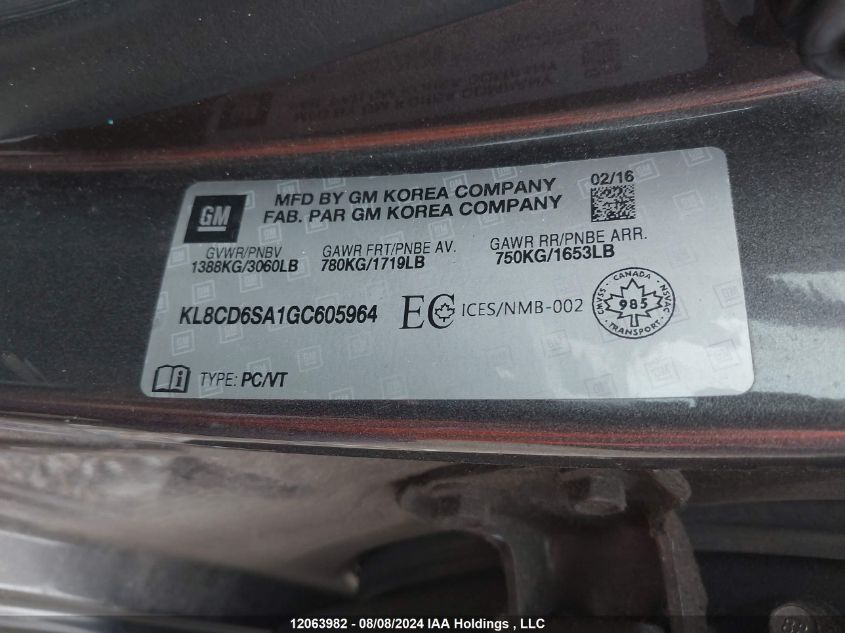 GM
MFD BY GM KOREA COMPANY
FAB. PAR GM KOREA COMPANY
02/16
GVWR/PNBV
1388KG/3060LB
GAWR FRT/PNBE AV.
780KG/1719LB
GAWR RR/PNBE ARR.
750KG/1653LB
KL8CD6SA1GC605964
EC ICES/NMB-002
CANADA
CMVSS
985
NSVAC
TRANSPORT
i TYPE: PC/VT
12063982 - 08/08/2024 IAA Holdings , LLC